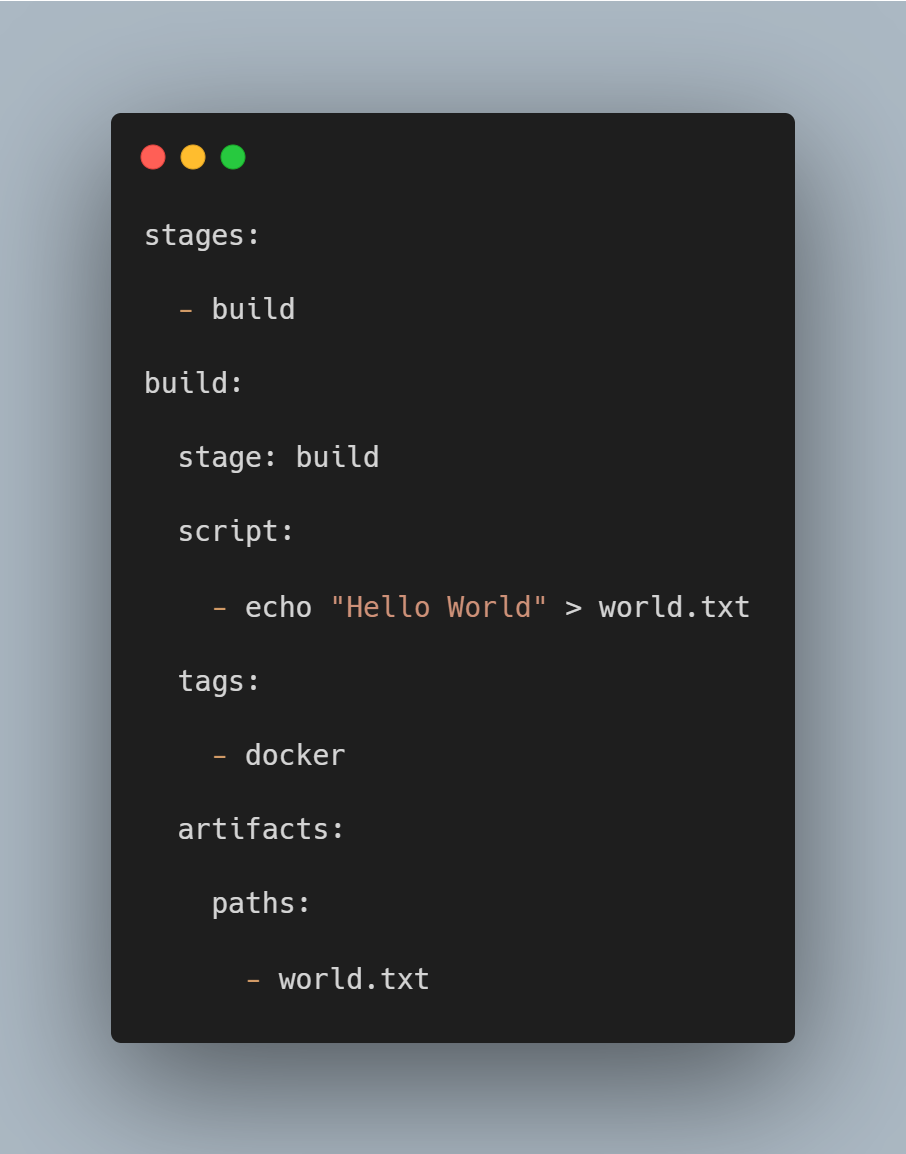 stages:
  - build
build:
  stage: build
  script:
    - echo "Hello World" > world.txt
  tags:
    - docker
  artifacts:
    paths:
      - world.txt